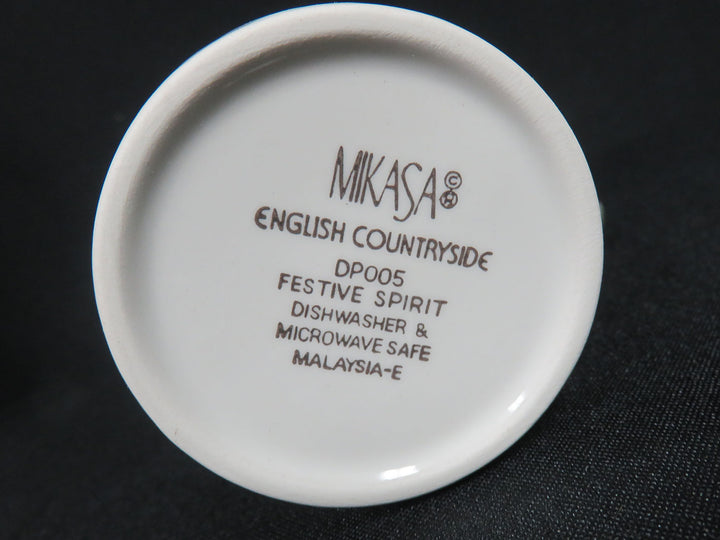 MIKASA © ®
ENGLISH COUNTRYSIDE
DP005
FESTIVE SPIRIT
DISHWASHER &
MICROWAVE SAFE
MALAYSIA-E